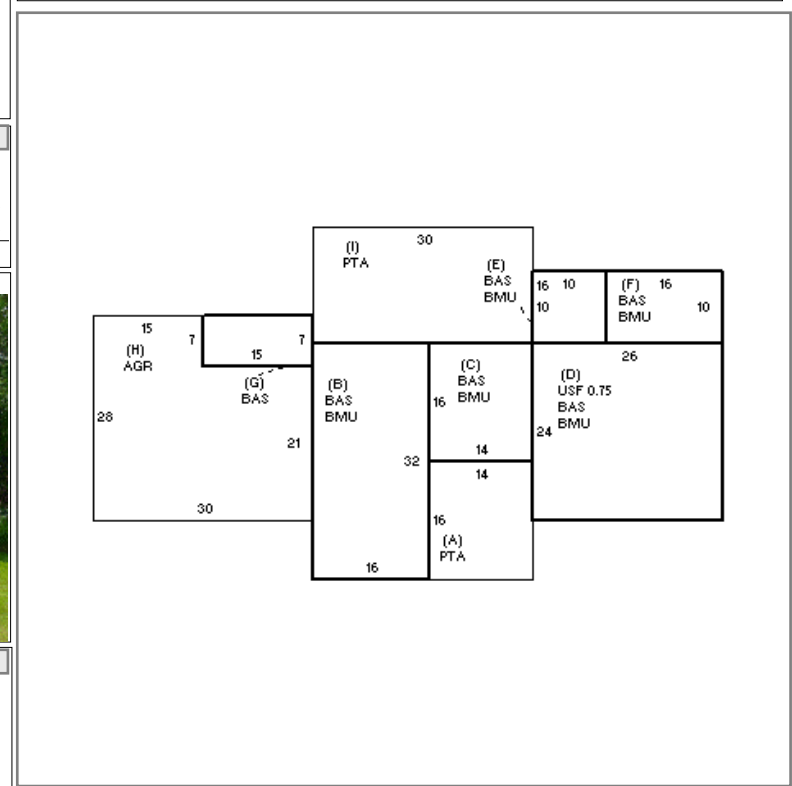 30
(I)
PTA
(E)
BAS
BMU
16 10
10
(F) 16
BAS
BMU
10
15
7
7
15
(H)
AGR
(G)
BAS
28
21
30
(B)
BAS
BMU
32
16
(C)
BAS
BMU
16
14
14
16
(A)
PTA
26
(D)
USF 0.75
BAS
BMU
24